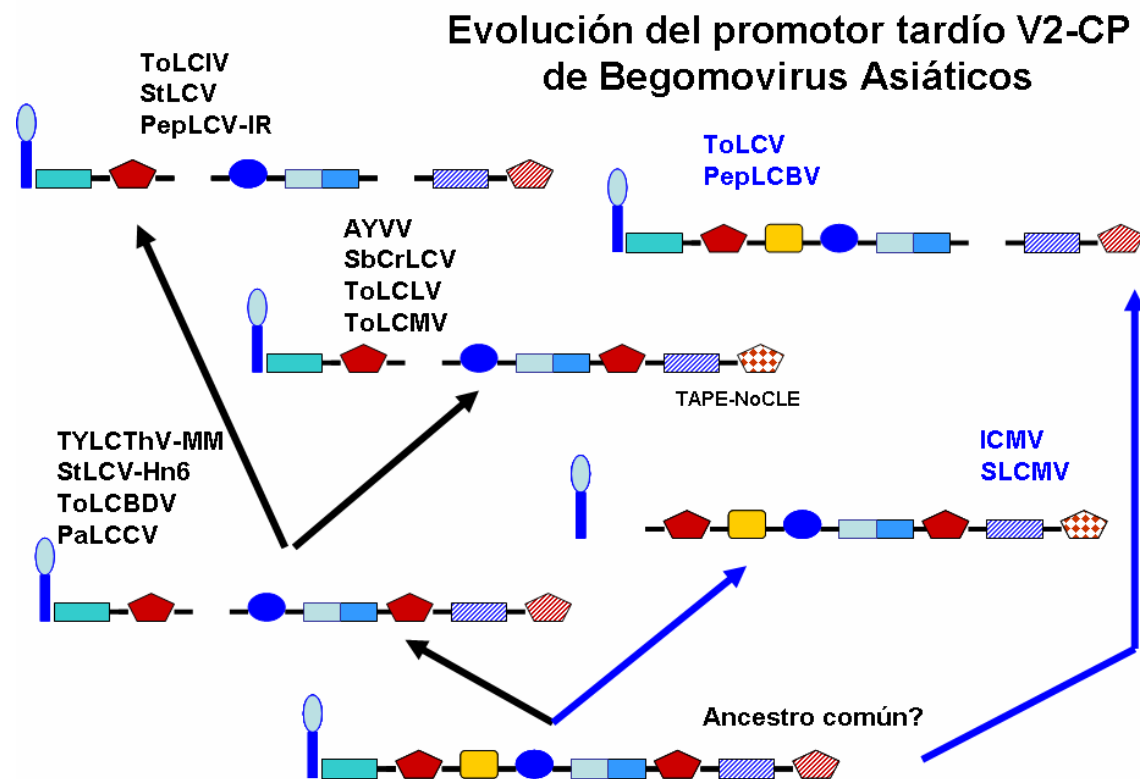 Evolución del promotor tardío V2-CP
de Begomovirus Asiáticos
ToLCIV
StLCV
PepLCV-IR
ToLCV
PepLCBV
AYVV
SbCrLCV
ToLCLV
ToLCMV
TAPE-NoCLE
TYLCThV-MM
StLCV-Hn6
ToLCBDV
PaLCCV
ICMV
SLCMV
Ancestro común?